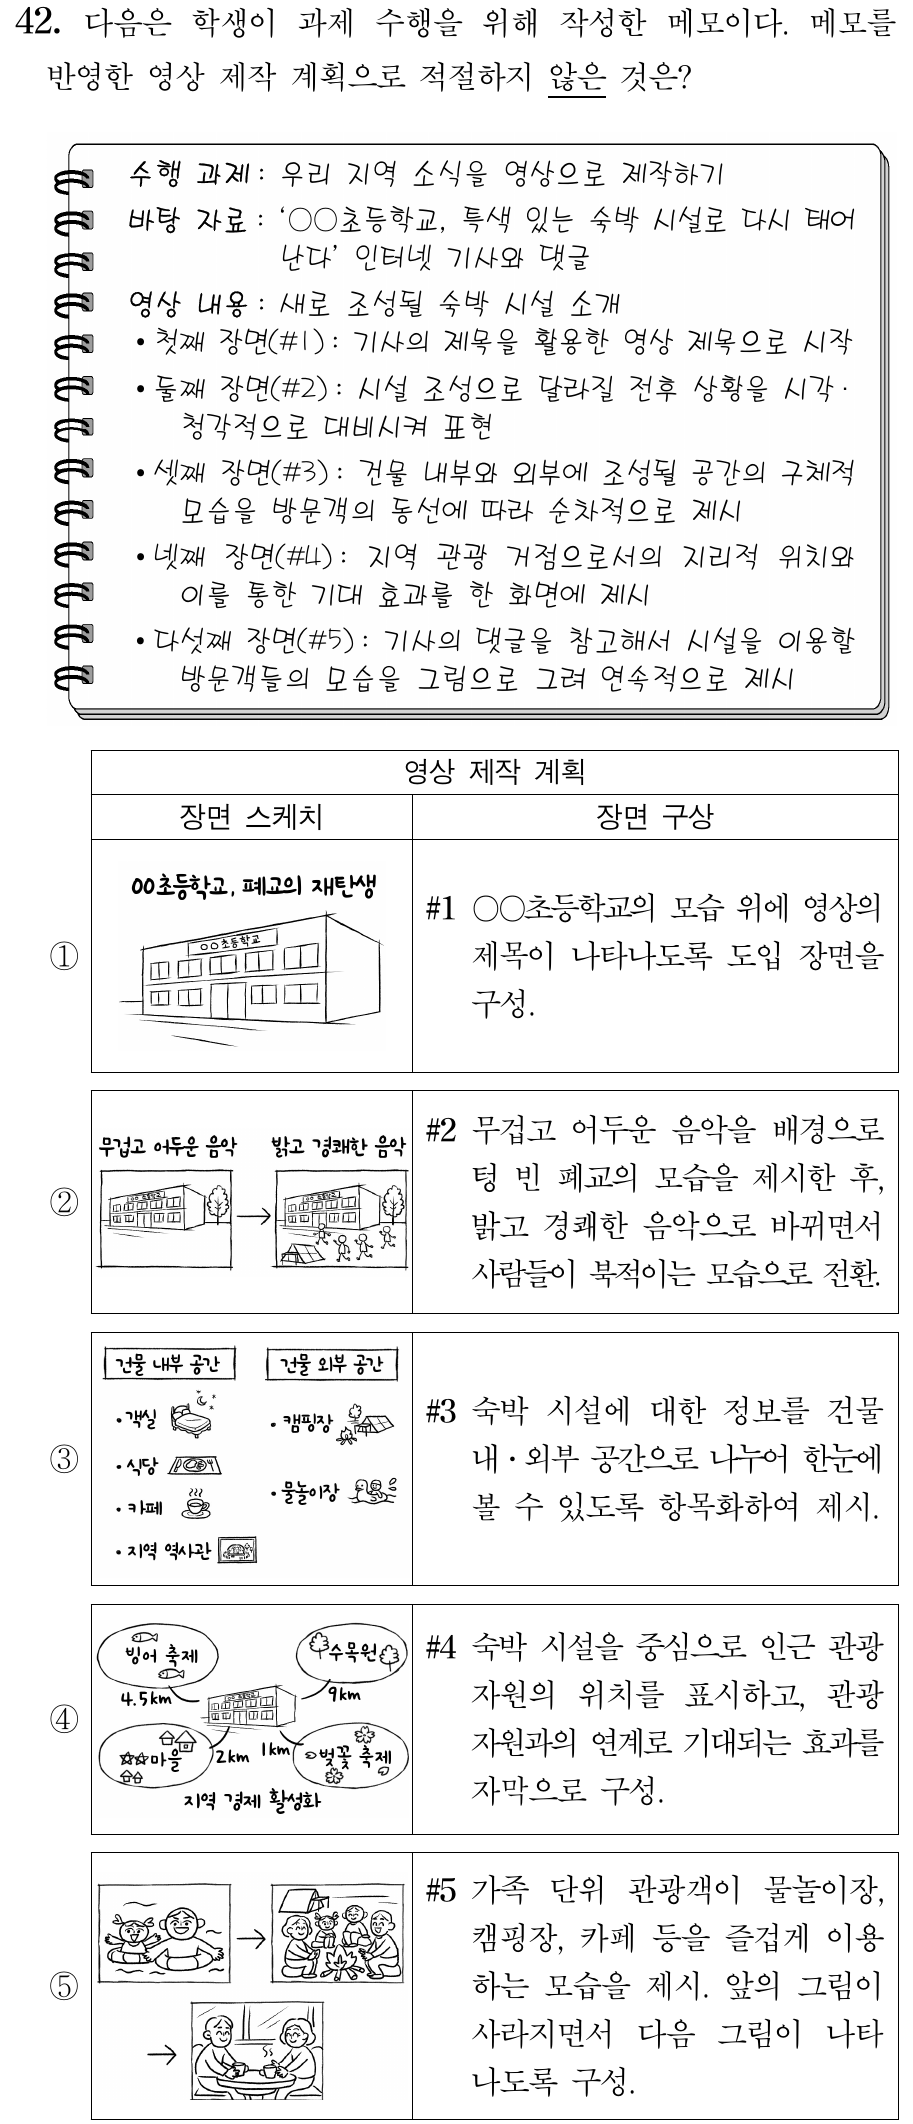 42. 다음은 학생이 과제 수행을 위해 작성한 메모이다. 메모를
반영한 영상 제작 계획으로 적절하지 않은 것은?
수행 과제 : 우리 지역 소식을 영상으로 제작하기
바탕 자료 : ‘○○초등학교, 특색 있는 숙박 시설로 다시 태어
난다’ 인터넷 기사와 댓글
영상 내용 : 새로 조성될 숙박 시설 소개
• 첫째 장면(#1) : 기사의 제목을 활용한 영상 제목으로 시작
• 둘째 장면(#2) : 시설 조성으로 달라질 전후 상황을 시각·
청각적으로 대비시켜 표현
• 셋째 장면(#3) : 건물 내부와 외부에 조성될 공간의 구체적
모습을 방문객의 동선에 따라 순차적으로 제시
• 넷째 장면(#4) : 지역 관광 거점으로서의 지리적 위치와
이를 통한 기대 효과를 한 화면에 제시
• 다섯째 장면(#5) : 기사의 댓글을 참고해서 시설을 이용할
방문객들의 모습을 그림으로 그려 연속적으로 제시
영상 제작 계획
장면 스케치
장면 구상
①
○○초등학교, 폐교의 재탄생
○○초등학교
#1 ○○초등학교의 모습 위에 영상의
제목이 나타나도록 도입 장면을
구성.
②
무겁고 어두운 음악
밝고 경쾌한 음악
○○초등학교
○○초등학교
#2 무겁고 어두운 음악을 배경으로
텅 빈 폐교의 모습을 제시한 후,
밝고 경쾌한 음악으로 바뀌면서
사람들이 북적이는 모습으로 전환.
③
건물 내부 공간
• 객실
• 식당
• 카페
• 지역 역사관
건물 외부 공간
• 캠핑장
• 물놀이장
#3 숙박 시설에 대한 정보를 건물
내·외부 공간으로 나누어 한눈에
볼 수 있도록 항목화하여 제시.
④
빙어 축제
수목원
4.5km
9km
○○초등학교
☆☆마을
2km
1km
벚꽃 축제
지역 경제 활성화
#4 숙박 시설을 중심으로 인근 관광
자원의 위치를 표시하고, 관광
자원과의 연계로 기대되는 효과를
자막으로 구성.
⑤
#5 가족 단위 관광객이 물놀이장,
캠핑장, 카페 등을 즐겁게 이용
하는 모습을 제시. 앞의 그림이
사라지면서 다음 그림이 나타
나도록 구성.